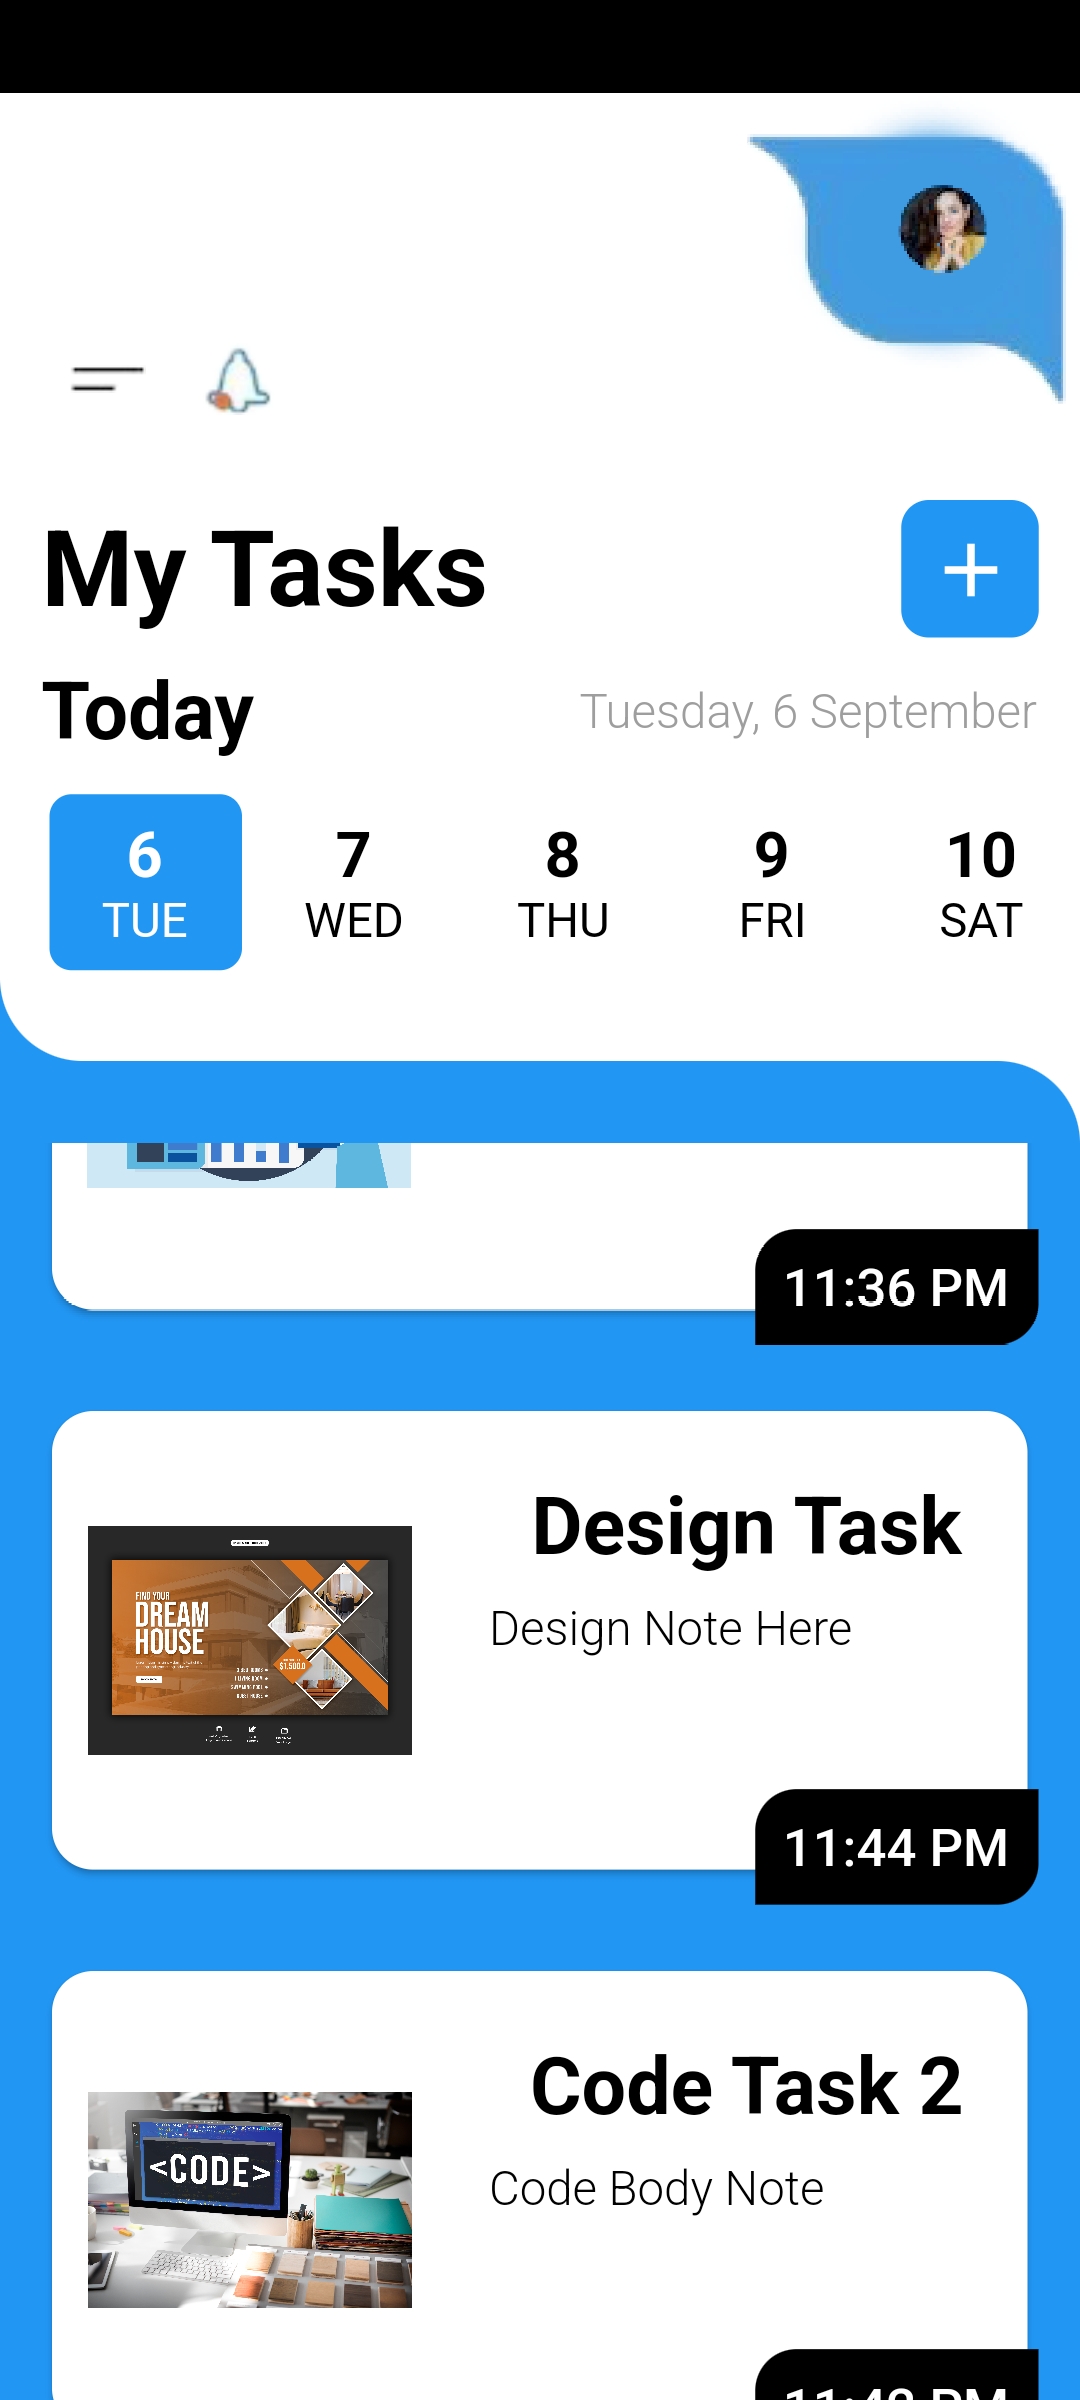 My Tasks
Today
Tuesday, 6 September
6
TUE
7
WED
8
THU
9
FRI
10
SAT
11:36 PM
Design Task
Design Note Here
FIND YOUR
DREAM
HOUSE
$1,500.0
11:44 PM
Code Task 2
<CODE>
Code Body Note